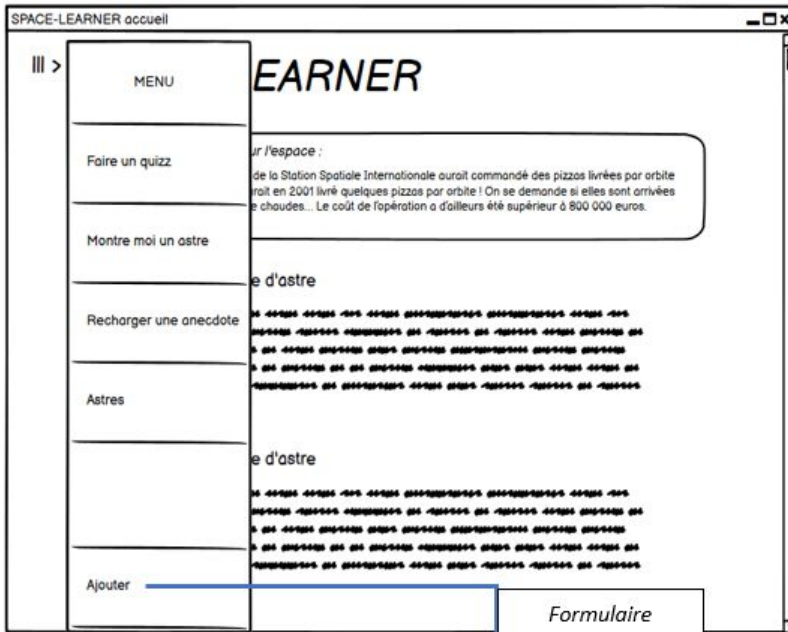 SPACE-LEARNER accueil
MENU
EARNER
Faire un quizz
Montre moi un astre
Recharger une anecdote
Astres
Ajouter
ur l'espace :
de la Station Spatiale Internationale aurait commandé des pizzas livrées par orbite
rait en 2001 livré quelques pizzas par orbite ! On se demande si elles sont arrivées
e chaudes... Le coût de l'opération a d'ailleurs été supérieur à 800 000 euros.
e d'astre
e d'astre
Formulaire